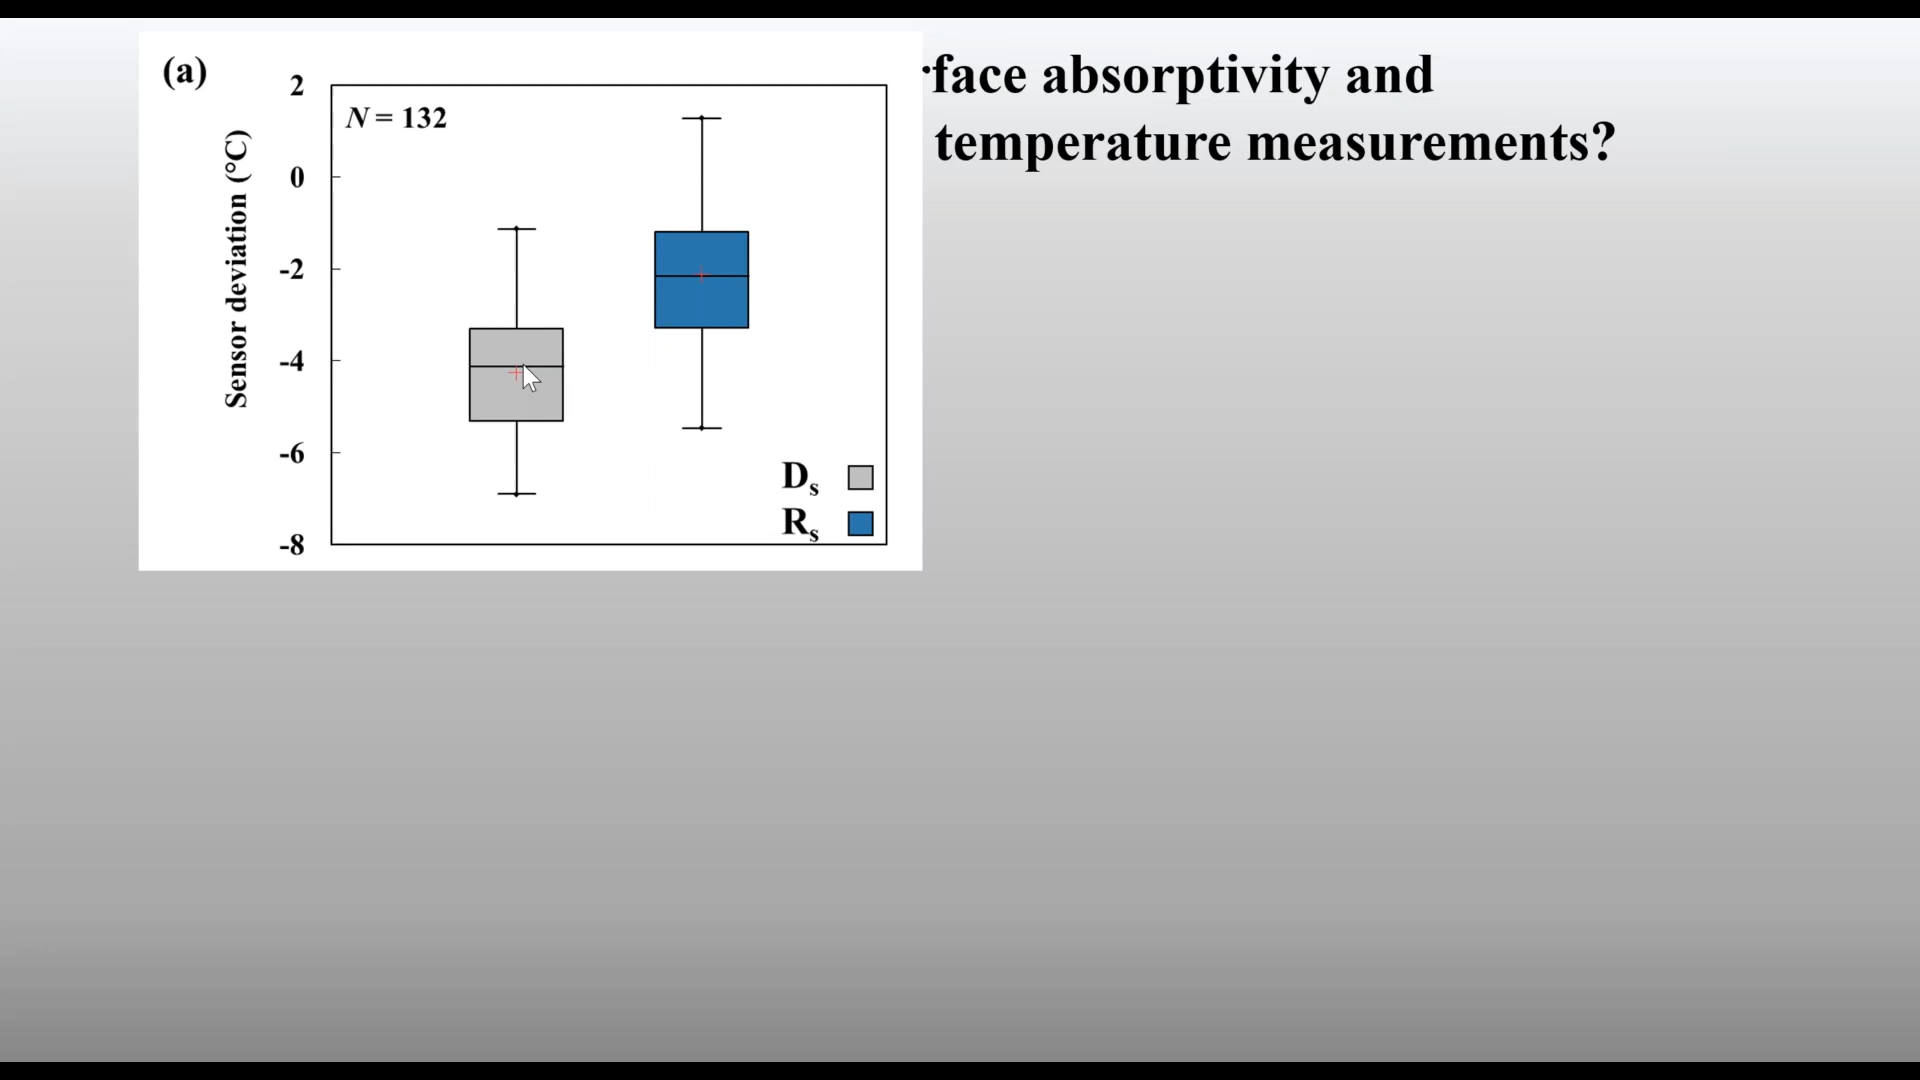 face absorptivity and
temperature measurements?
(a)
N = 132
Sensor deviation (°C)
2
0
-2
-4
-6
-8
Ds
Rs